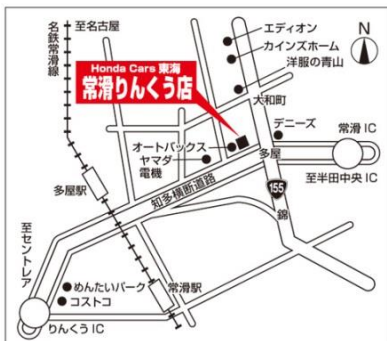 名鉄常滑線
至名古屋
エディオン
カインズホーム
洋服の青山
N
Honda Cars 東海
常滑りんくう店
大和町
デニーズ
常滑 IC
オートバックス
ヤマダ
電機
多屋
至半田中央IC
多屋駅
知多横断道路
155
錦
至セントレア
めんたいパーク
コストコ
常滑駅
りんくう IC